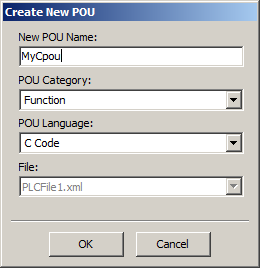 Create New POU
New POU Name:
MyCpou
POU Category:
Function
POU Language:
C Code
File:
PLCFile1.xml
OK Cancel